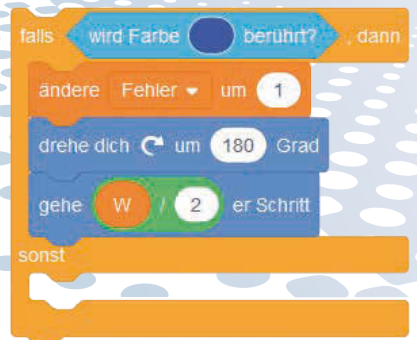 falls wird Farbe berührt? , dann
ändere Fehler um 1
drehe dich um 180 Grad
gehe W / 2 er Schritt
sonst